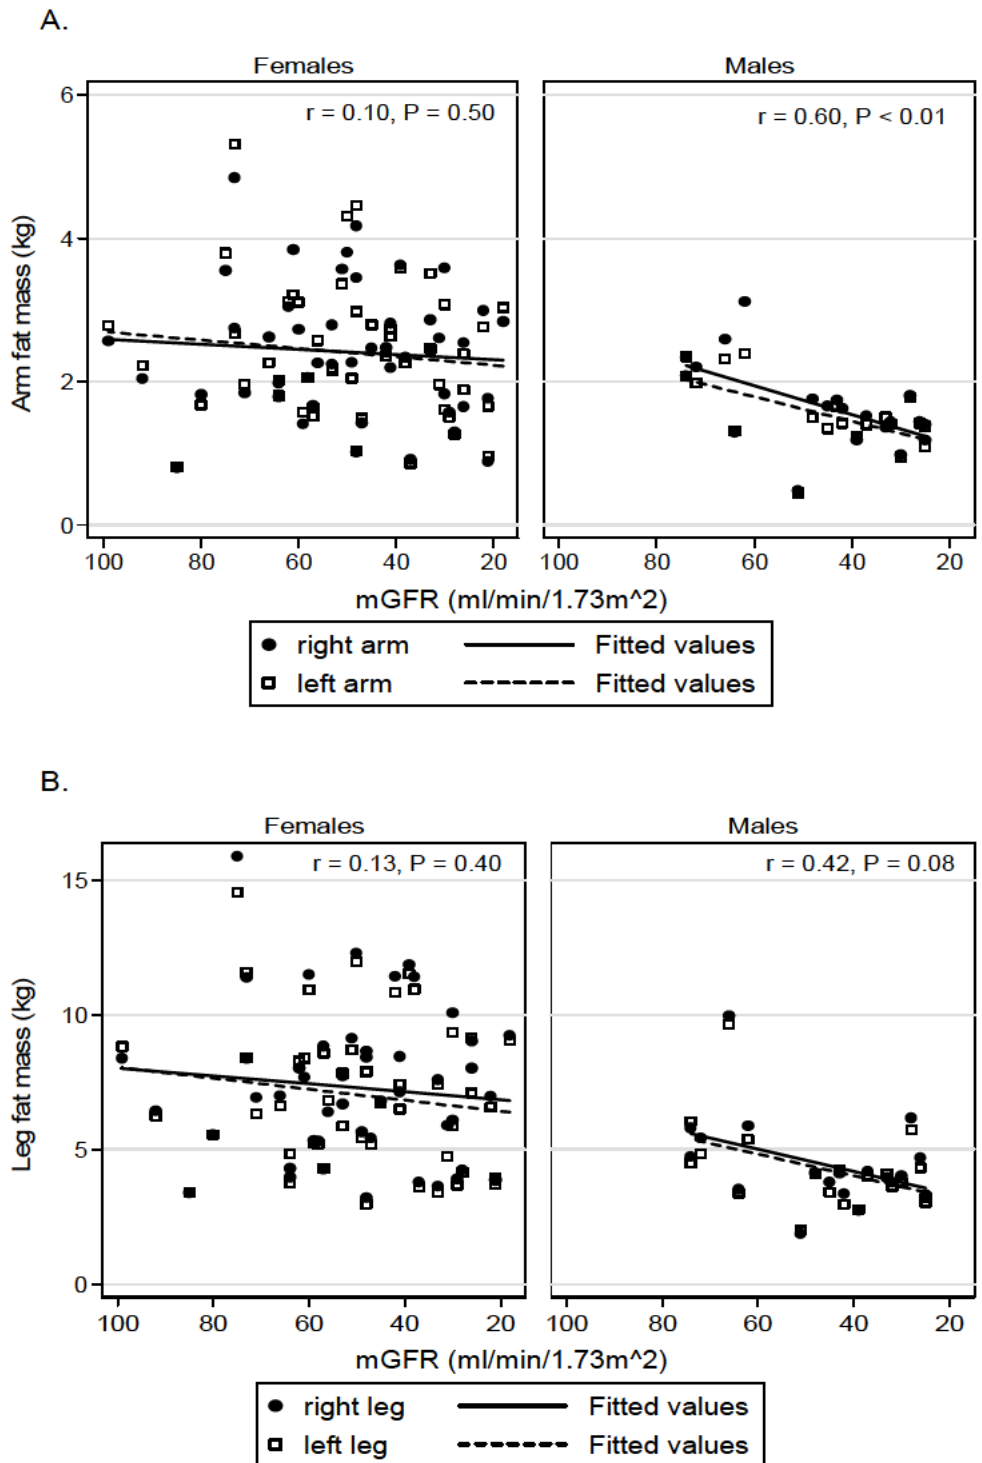 A.
Females Males
r = 0.10, P = 0.50 r = 0.60, P < 0.01
Arm fat mass (kg)
6
4
2
0
100 80 60 40 20 100 80 60 40 20
mGFR (ml/min/1.73m^2)
right arm Fitted values
left arm Fitted values
B.
Females Males
r = 0.13, P = 0.40 r = 0.42, P = 0.08
Leg fat mass (kg)
15
10
5
0
100 80 60 40 20 100 80 60 40 20
mGFR (ml/min/1.73m^2)
right leg Fitted values
left leg Fitted values